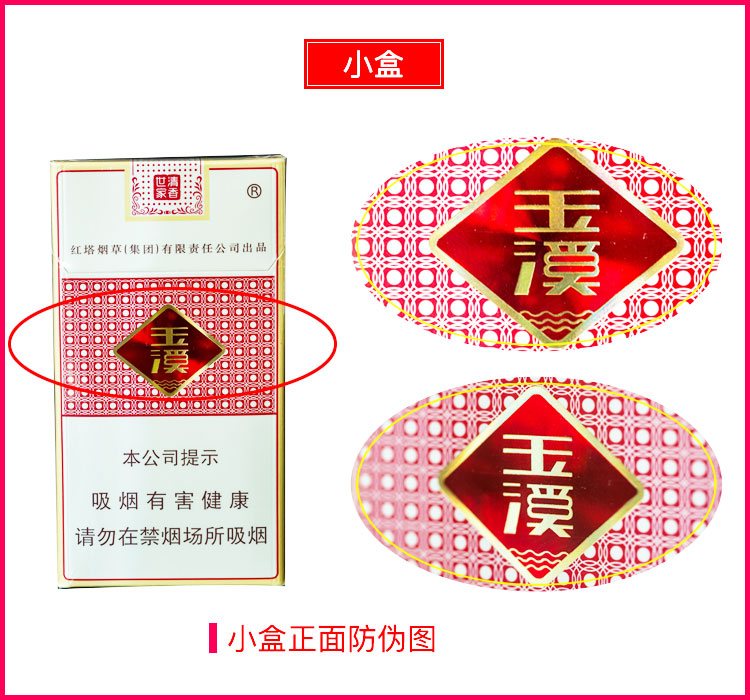 小盒
清香
世家
®
红塔烟草(集团)有限责任公司出品
玉溪
本公司提示
吸烟有害健康
请勿在禁烟场所吸烟
玉溪
玉溪
小盒正面防伪图